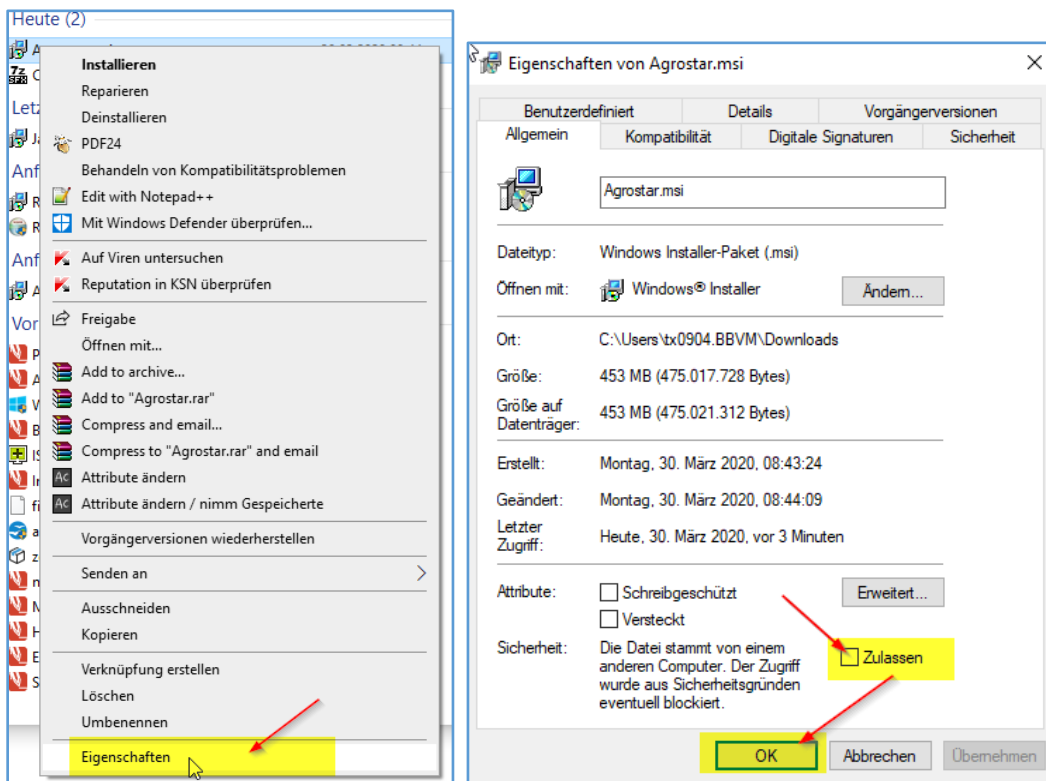 Heute (2)
Installieren
Reparieren
Deinstallieren
PDF24
Behandeln von Kompatibilitätsproblemen
Edit with Notepad++
Mit Windows Defender überprüfen...
Auf Viren untersuchen
Reputation in KSN überprüfen
Freigabe
Öffnen mit...
Add to archive...
Add to "Agrostar.rar"
Compress and email...
Compress to "Agrostar.rar" and email
Attribute ändern
Attribute ändern / nimm Gespeicherte
Vorgängerversionen wiederherstellen
Senden an
Ausschneiden
Kopieren
Verknüpfung erstellen
Löschen
Umbenennen
Eigenschaften
Eigenschaften von Agrostar.msi
Benutzerdefiniert Details Vorgängerversionen
Allgemein Kompatibilität Digitale Signaturen Sicherheit
Agrostar.msi
Dateityp: Windows Installer-Paket (.msi)
Öffnen mit: Windows® Installer Ändern...
Ort: C:\Users\tx0904.BBVM\Downloads
Größe: 453 MB (475.017.728 Bytes)
Größe auf Datenträger: 453 MB (475.021.312 Bytes)
Erstellt: Montag, 30. März 2020, 08:43:24
Geändert: Montag, 30. März 2020, 08:44:09
Letzter Zugriff: Heute, 30. März 2020, vor 3 Minuten
Attribute: Schreibgeschützt Erweitert...
Versteckt
Sicherheit: Die Datei stammt von einem
anderen Computer. Der Zugriff
wurde aus Sicherheitsgründen
eventuell blockiert.
Zulassen
OK Abbrechen Übernehmen